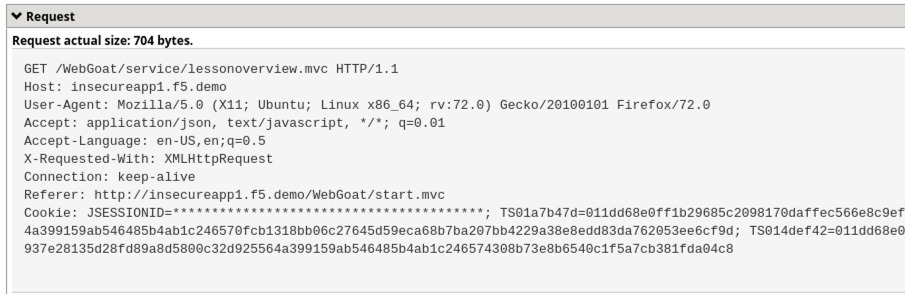 Request
Request actual size: 704 bytes.
GET /WebGoat/service/lessonoverview.mvc HTTP/1.1
Host: insecureapp1.f5.demo
User-Agent: Mozilla/5.0 (X11; Ubuntu; Linux x86_64; rv:72.0) Gecko/20100101 Firefox/72.0
Accept: application/json, text/javascript, */*; q=0.01
Accept-Language: en-US,en;q=0.5
X-Requested-With: XMLHttpRequest
Connection: keep-alive
Referer: http://insecureapp1.f5.demo/WebGoat/start.mvc
Cookie: JSESSIONID=****************************************; TS01a7b47d=011dd68e0ff1b29685c2098170daffec566e8c9ef
4a399159ab546485b4ab1c246570fcb1318bb06c27645d59eca68b7ba207bb4229a38e8edd83da762053ee6cf9d; TS014def42=011dd68e0
937e28135d28fd89a8d5800c32d925564a399159ab546485b4ab1c246574308b73e8b6540c1f5a7cb381fda04c8